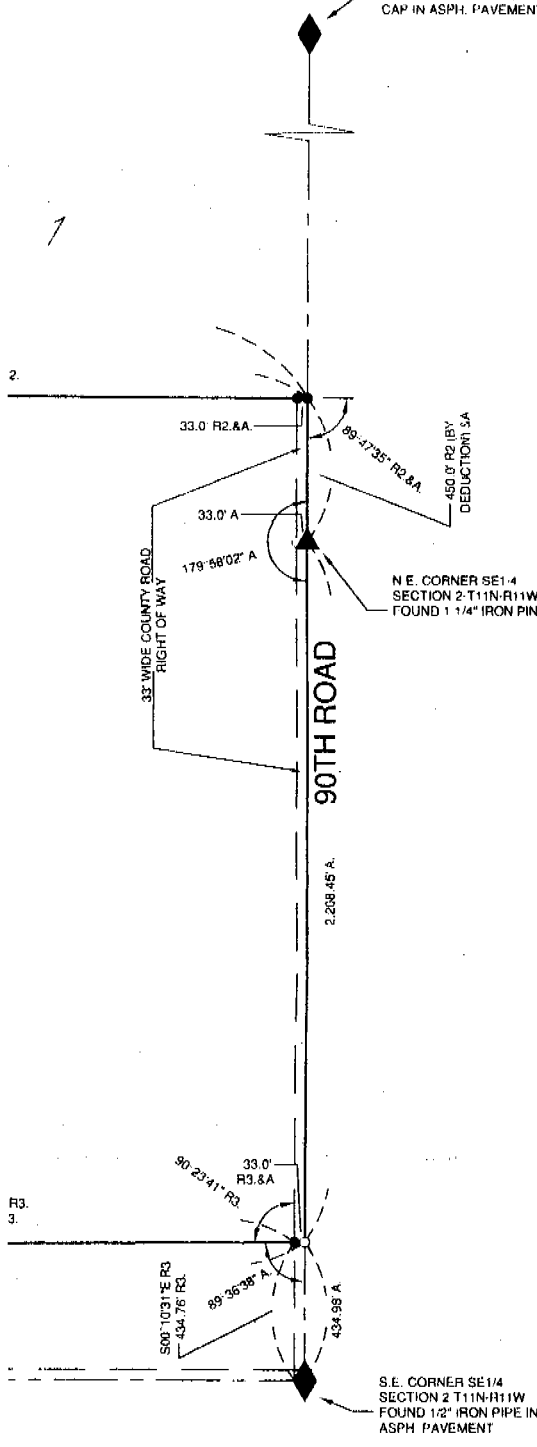 CAP IN ASPH. PAVEMENT
2.
33.0' R2.&A.
89°47'35" R2.&A.
450.0' R2 (BY
DEDUCTION) &A
33.0' A
179°58'02" A
N.E. CORNER SE1-4
SECTION 2-T11N-R11W
FOUND 1 1/4" IRON PIN
33' WIDE COUNTY ROAD
RIGHT OF WAY
90TH ROAD
2,208.45' A.
90°23'41" R3.
33.0'
R3.&A
R3.
3.
89°36'38" A.
S00°10'31"E R3
434.76' R3.
434.98' A.
S.E. CORNER SE1/4
SECTION 2 T11N-R11W
FOUND 1/2" IRON PIPE IN
ASPH. PAVEMENT